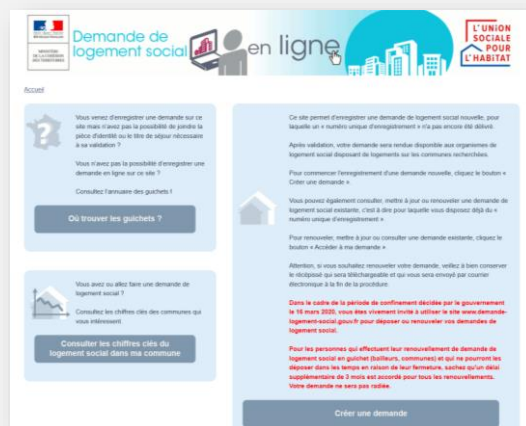 Demande de
logement social
en ligne
L'UNION
SOCIALE
POUR
L'HABITAT
Accueil
Vous venez d'enregistrer une demande sur ce
site mais n'avez pas la possibilité de joindre la
pièce d'identité ou le titre de séjour nécessaire
à sa validation ?
Vous n'avez pas la possibilité d'enregistrer une
demande en ligne sur ce site ?
Consultez l'annuaire des guichets !
Où trouver les guichets ?
Vous avez ou allez faire une demande de
logement social ?
Consultez les chiffres clés des communes qui
vous intéressent.
Consulter les chiffres clés du
logement social dans ma commune
Ce site permet d'enregistrer une demande de logement social nouvelle, pour
laquelle un « numéro unique d'enregistrement » n'a pas encore été délivré.
Après validation, votre demande sera rendue disponible aux organismes de
logement social disposant de logements sur les communes recherchées.
Pour commencer l'enregistrement d'une demande nouvelle, cliquez le bouton «
Créer une demande ».
Vous pouvez également consulter, mettre à jour ou renouveler une demande de
logement social existante, c'est à dire pour laquelle vous disposez déjà du «
numéro unique d'enregistrement »
Pour renouveler, mettre à jour ou consulter une demande existante, cliquez le
bouton « Accéder à ma demande ».
Attention, si vous souhaitez renouveler votre demande, veillez à bien conserver
le récépissé qui sera téléchargeable et qui vous sera envoyé par courrier
électronique à la fin de la procédure.
Dans le cadre de la période de confinement décidée par le gouvernement
le 16 mars 2020, vous êtes vivement invité à utiliser le site www.demande-
logement-social.gouv.fr pour déposer ou renouveler vos demandes de
logement social.
Pour les personnes qui effectuent leur renouvellement de demande de
logement social en guichet (bailleurs, communes) et qui ne pourront les
déposer dans les temps en raison de leur fermeture, sachez qu'un délai
supplémentaire de 2 mois est accordé pour tous les renouvellements.
Votre demande ne sera pas radiée.
Créer une demande